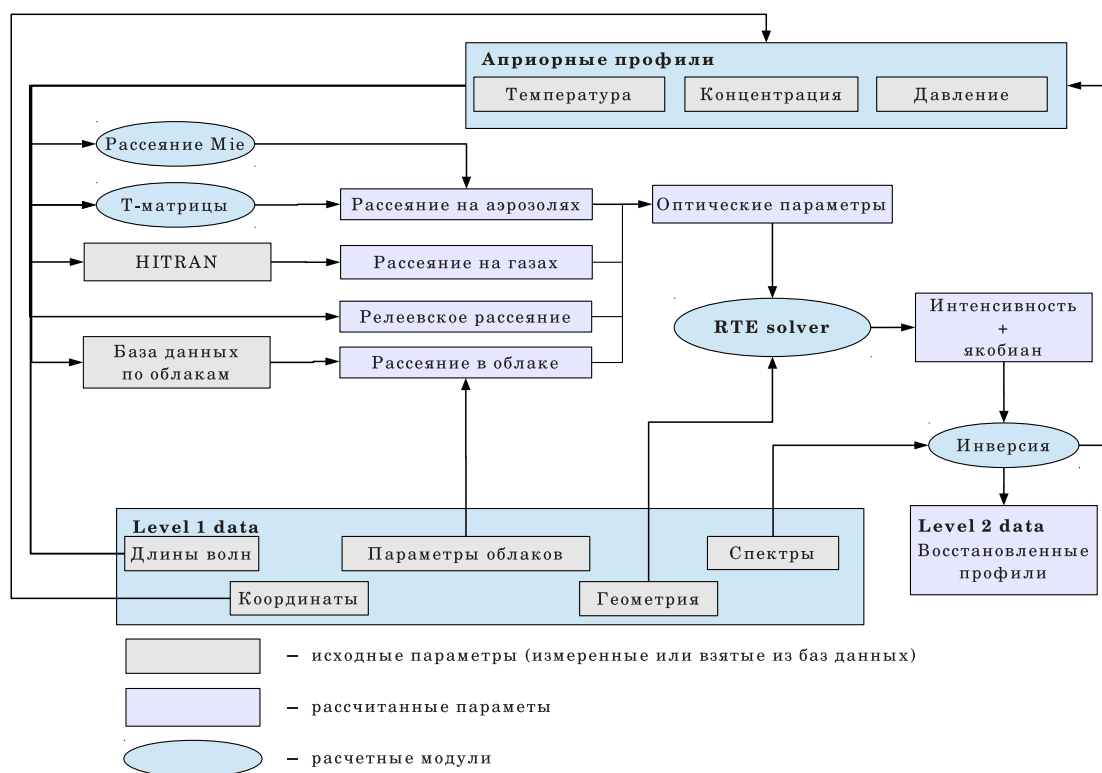 Априорные профили
Температура
Концентрация
Давление
Рассеяние Mie
Т-матрицы
Рассеяние на аэрозолях
Оптические параметры
HITRAN
Рассеяние на газах
Релеевское рассеяние
RTE solver
Интенсивность
+
якобиан
База данных
по облакам
Рассеяние в облаке
Инверсия
Level 1 data
Длины волн
Параметры облаков
Спектры
Координаты
Геометрия
Level 2 data
Восстановленные
профили
– исходные параметры (измеренные или взятые из баз данных)
– рассчитанные параметы
– расчетные модули